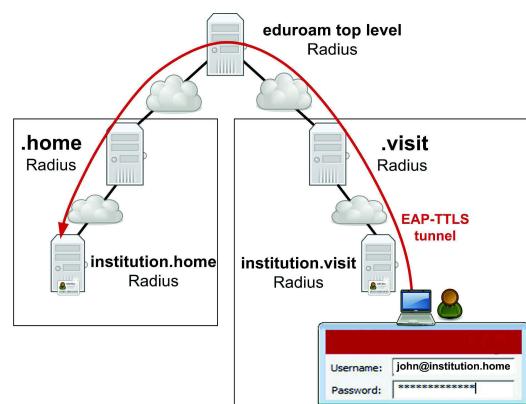 eduroam top level
Radius
.home
Radius
.visit
Radius
EAP-TTLS
tunnel
institution.home
Radius
institution.visit
Radius
Username: john@institution.home
Password: *************